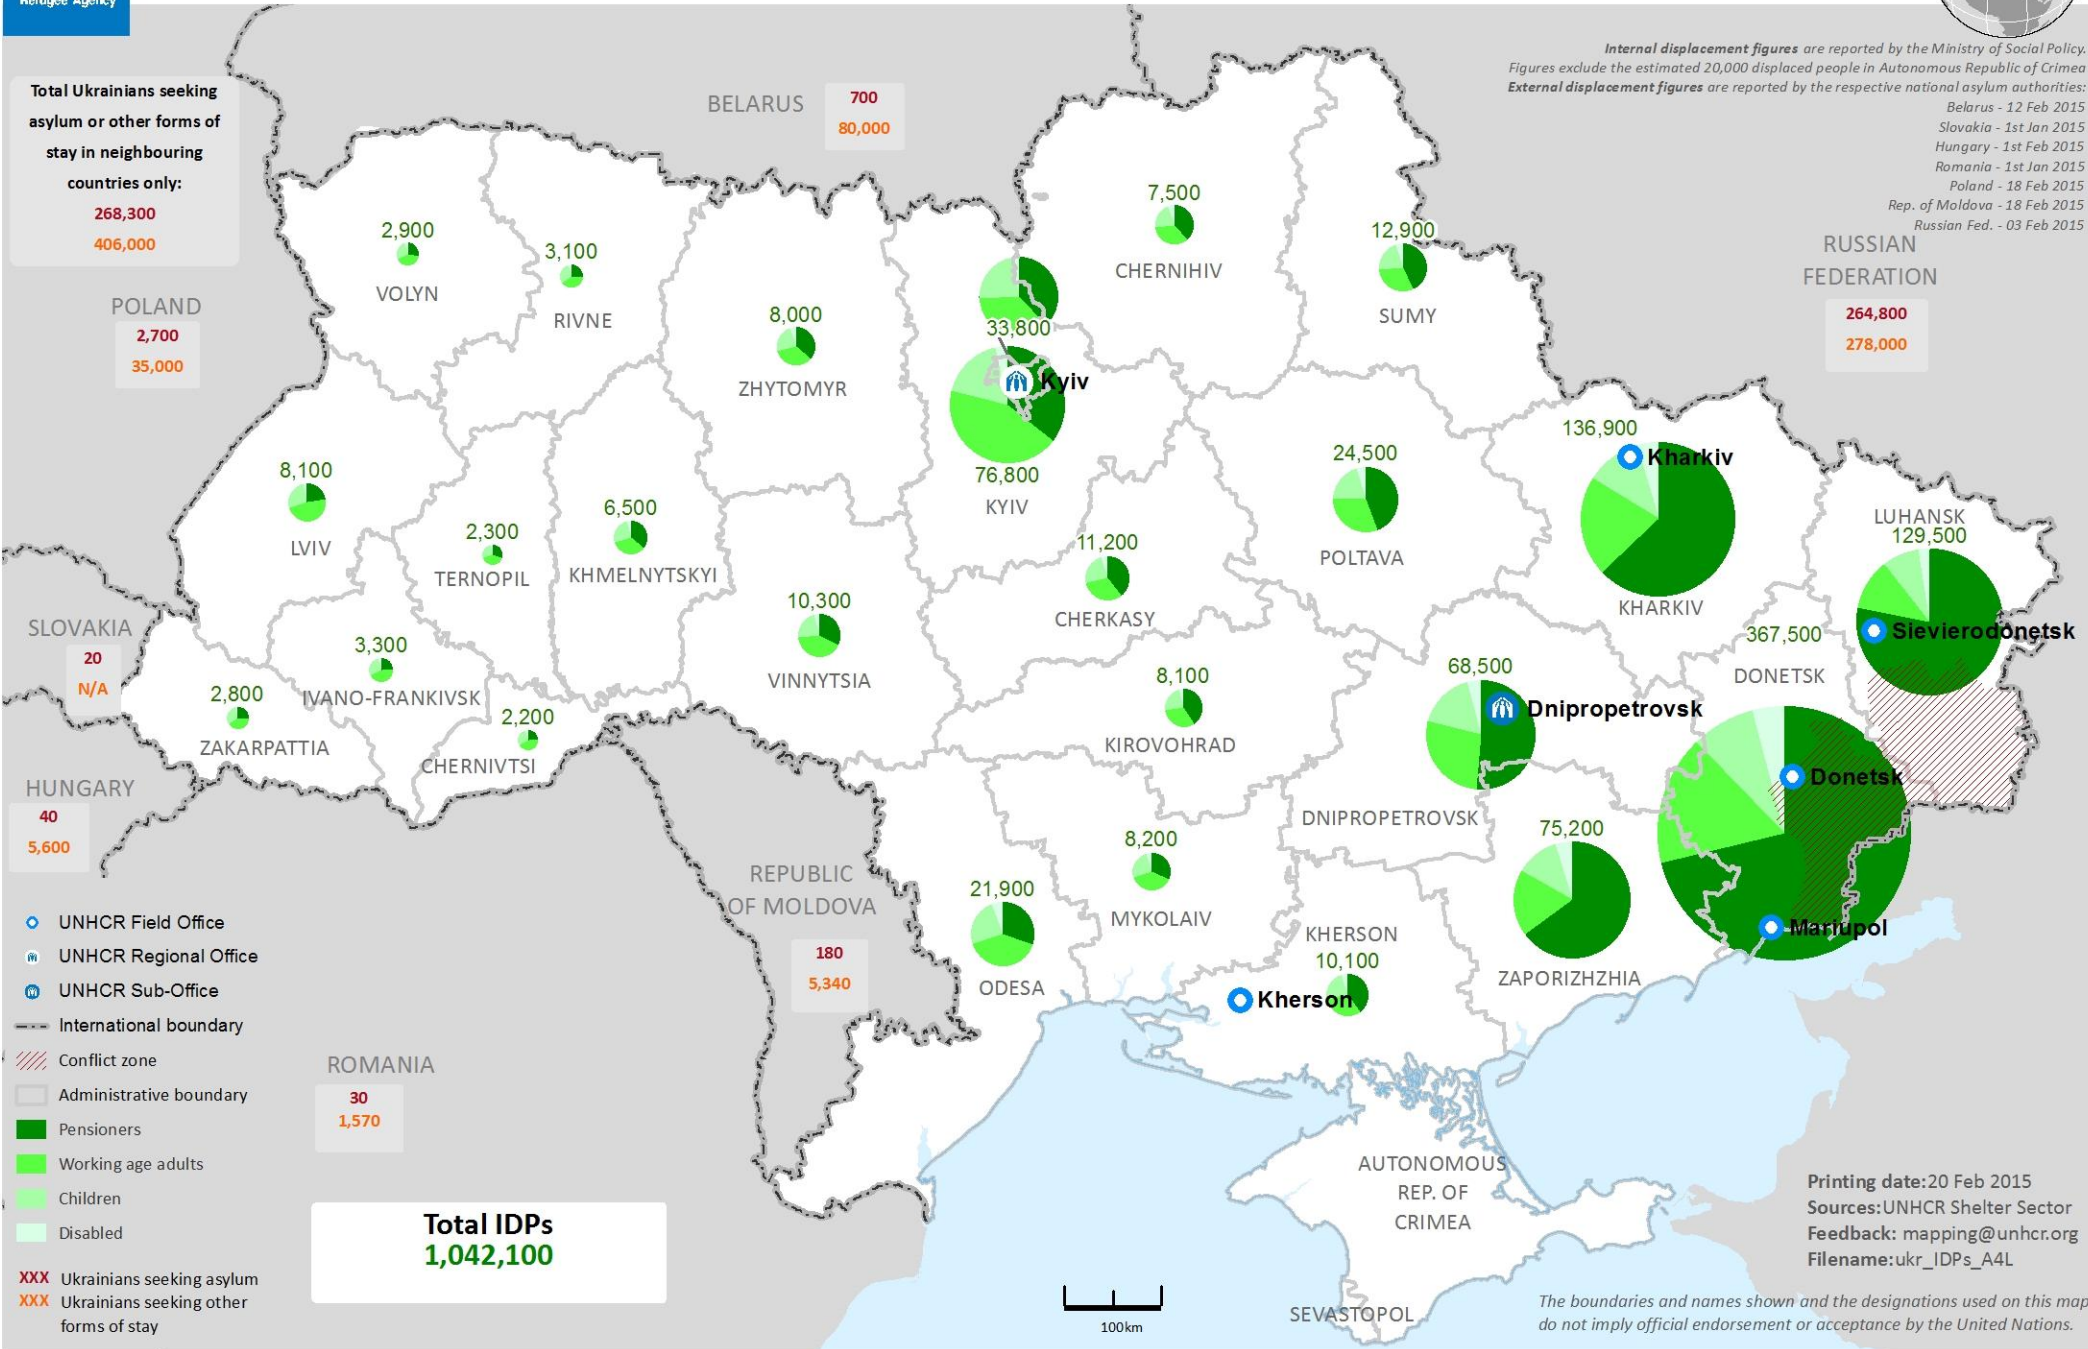 Refugee Agency
Total Ukrainians seeking
asylum or other forms of
stay in neighbouring
countries only:
268,300
406,000
Internal displacement figures are reported by the Ministry of Social Policy.
Figures exclude the estimated 20,000 displaced people in Autonomous Republic of Crimea
External displacement figures are reported by the respective national asylum authorities:
Belarus - 12 Feb 2015
Slovakia - 1st Jan 2015
Hungary - 1st Feb 2015
Romania - 1st Jan 2015
Poland - 18 Feb 2015
Rep. of Moldova - 18 Feb 2015
Russian Fed. - 03 Feb 2015
BELARUS
700
80,000
RUSSIAN
FEDERATION
264,800
278,000
POLAND
2,700
35,000
2,900
VOLYN
3,100
RIVNE
8,000
ZHYTOMYR
7,500
CHERNIHIV
12,900
SUMY
33,800
Kyiv
76,800
KYIV
8,100
LVIV
2,300
TERNOPIL
6,500
KHMELNYTSKYI
11,200
CHERKASY
24,500
POLTAVA
136,900
Kharkiv
KHARKIV
LUHANSK
129,500
Sievierodonetsk
SLOVAKIA
20
N/A
3,300
IVANO-FRANKIVSK
2,800
ZAKARPATTIA
2,200
CHERNIVTSI
10,300
VINNYTSIA
8,100
KIROVOHRAD
68,500
Dnipropetrovsk
DNIPROPETROVSK
367,500
DONETSK
Donetsk
Mariupol
HUNGARY
40
5,600
REPUBLIC
OF MOLDOVA
180
5,340
21,900
ODESA
8,200
MYKOLAIV
KHERSON
10,100
Kherson
75,200
ZAPORIZHZHIA
ROMANIA
30
1,570
AUTONOMOUS
REP. OF
CRIMEA
SEVASTOPOL
UNHCR Field Office
UNHCR Regional Office
UNHCR Sub-Office
International boundary
Conflict zone
Administrative boundary
Pensioners
Working age adults
Children
Disabled
XXX Ukrainians seeking asylum
XXX Ukrainians seeking other
forms of stay
Total IDPs
1,042,100
100km
Printing date:20 Feb 2015
Sources:UNHCR Shelter Sector
Feedback: mapping@unhcr.org
Filename:ukr_IDPs_A4L
The boundaries and names shown and the designations used on this map
do not imply official endorsement or acceptance by the United Nations.